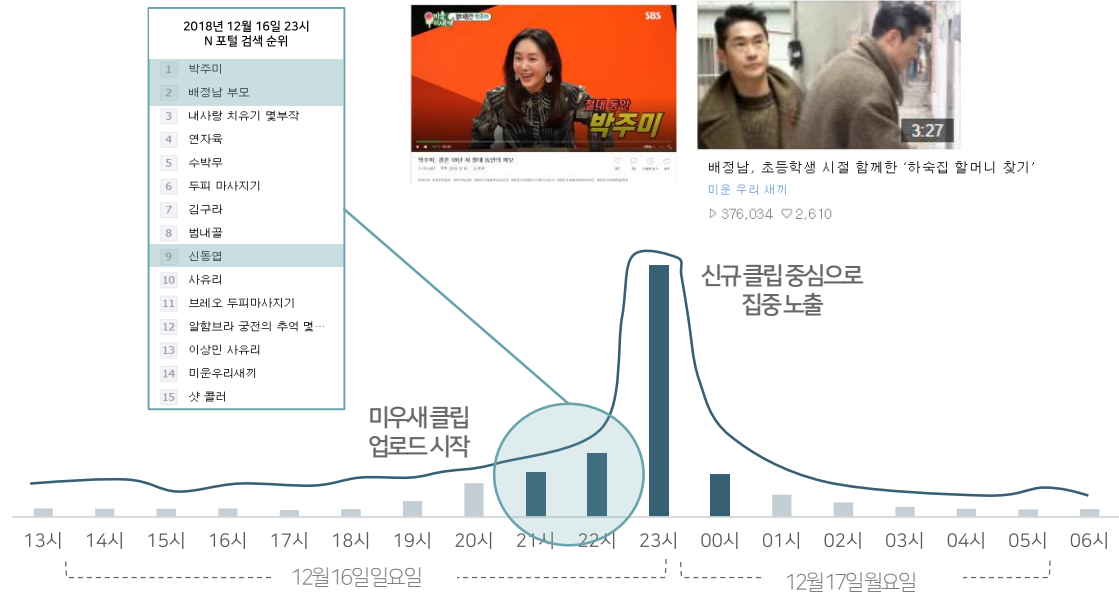 2018년 12월 16일 23시
N 포털 검색 순위
1 박주미
2 배정남 부모
3 내사랑 치유기 몇부작
4 연자육
5 수박무
6 두피 마사지기
7 김구라
8 범내골
9 신동엽
10 사유리
11 브레오 두피마사지기
12 알함브라 궁전의 추억 몇…
13 이상민 사유리
14 미운우리새끼
15 샷 콜러
SBS
절대 동안
박주미
3:27
배정남, 초등학생 시절 함께한 ‘하숙집 할머니 찾기’
미운 우리 새끼
376,034 2,610
신규 클립 중심으로
집중 노출
미우새 클립
업로드 시작
13시 14시 15시 16시 17시 18시 19시 20시 21시 22시 23시 00시 01시 02시 03시 04시 05시 06시
12월16일일요일
12월17일월요일